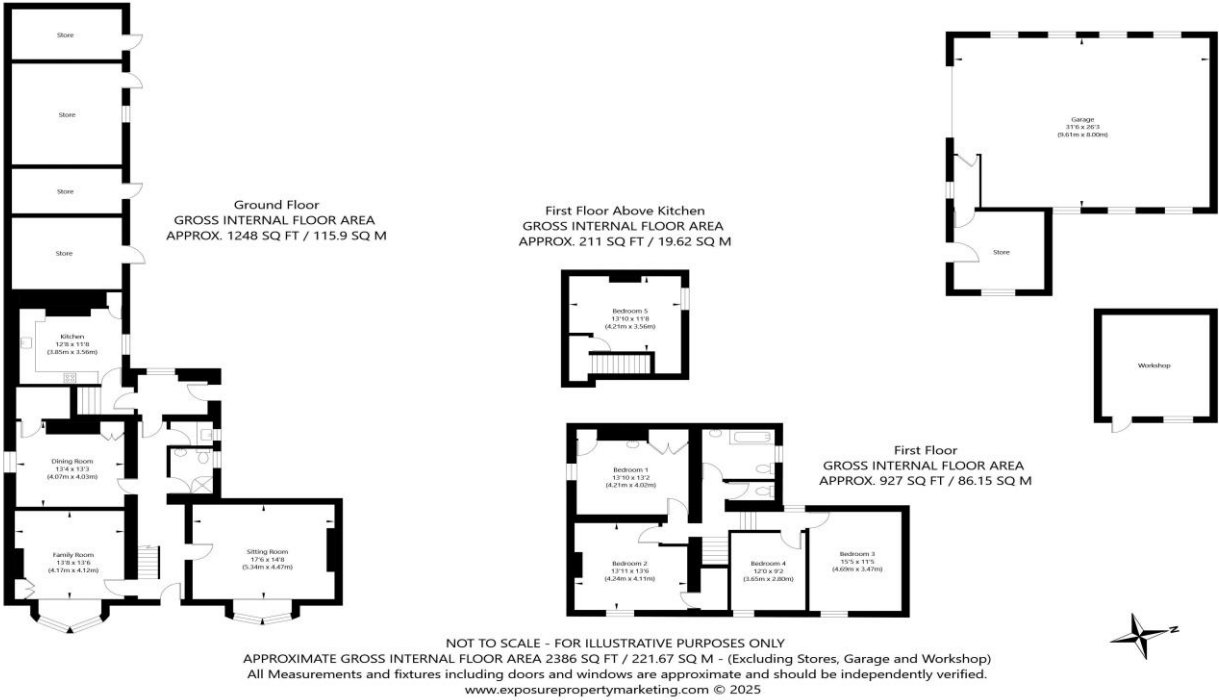 Store
Store
Store
Store
Ground Floor
GROSS INTERNAL FLOOR AREA
APPROX. 1248 SQ FT / 115.9 SQ M
Kitchen
12'8 x 11'8
(3.85m x 3.56m)
Dining Room
13'4 x 13'3
(4.07m x 4.03m)
Family Room
13'8 x 13'6
(4.17m x 4.12m)
Sitting Room
17'6 x 14'8
(5.34m x 4.47m)
First Floor Above Kitchen
GROSS INTERNAL FLOOR AREA
APPROX. 211 SQ FT / 19.62 SQ M
Bedroom 5
13'10 x 11'8
(4.21m x 3.56m)
Bedroom 1
13'10 x 13'2
(4.21m x 4.02m)
Bedroom 2
13'11 x 13'6
(4.24m x 4.11m)
Bedroom 4
12'0 x 9'2
(3.65m x 2.80m)
Bedroom 3
15'5 x 11'5
(4.69m x 3.47m)
First Floor
GROSS INTERNAL FLOOR AREA
APPROX. 927 SQ FT / 86.15 SQ M
Garage
31'6 x 26'3
(9.61m x 8.00m)
Store
Workshop
Z
NOT TO SCALE - FOR ILLUSTRATIVE PURPOSES ONLY
APPROXIMATE GROSS INTERNAL FLOOR AREA 2386 SQ FT / 221.67 SQ M - (Excluding Stores, Garage and Workshop)
All Measurements and fixtures including doors and windows are approximate and should be independently verified.
www.exposurepropertymarketing.com © 2025